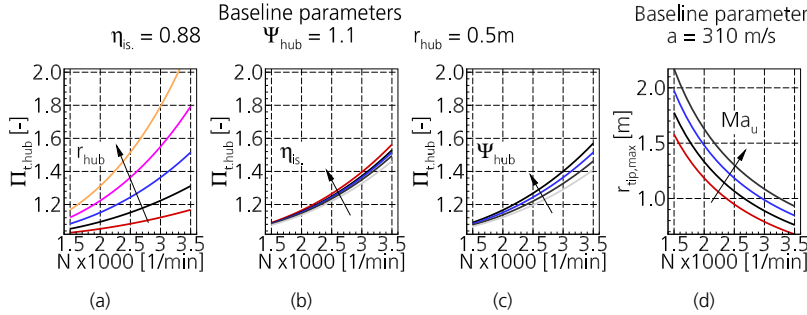 Baseline parameters
Baseline parameter
η_is. = 0.88
Ψ_hub = 1.1
r_hub = 0.5m
a = 310 m/s
2.0
1.8
1.6
1.4
1.2
Π_t,hub [-]
r_hub
1.5 2 2.5 3 3.5
N x1000 [1/min]
(a)
2.0
1.8
1.6
1.4
1.2
Π_t,hub [-]
η_is.
1.5 2 2.5 3 3.5
N x1000 [1/min]
(b)
2.0
1.8
1.6
1.4
1.2
Π_t,hub [-]
Ψ_hub
1.5 2 2.5 3 3.5
N x1000 [1/min]
(c)
2.0
1.5
1.0
r_tip,max [m]
Ma_u
1.5 2 2.5 3 3.5
N x1000 [1/min]
(d)